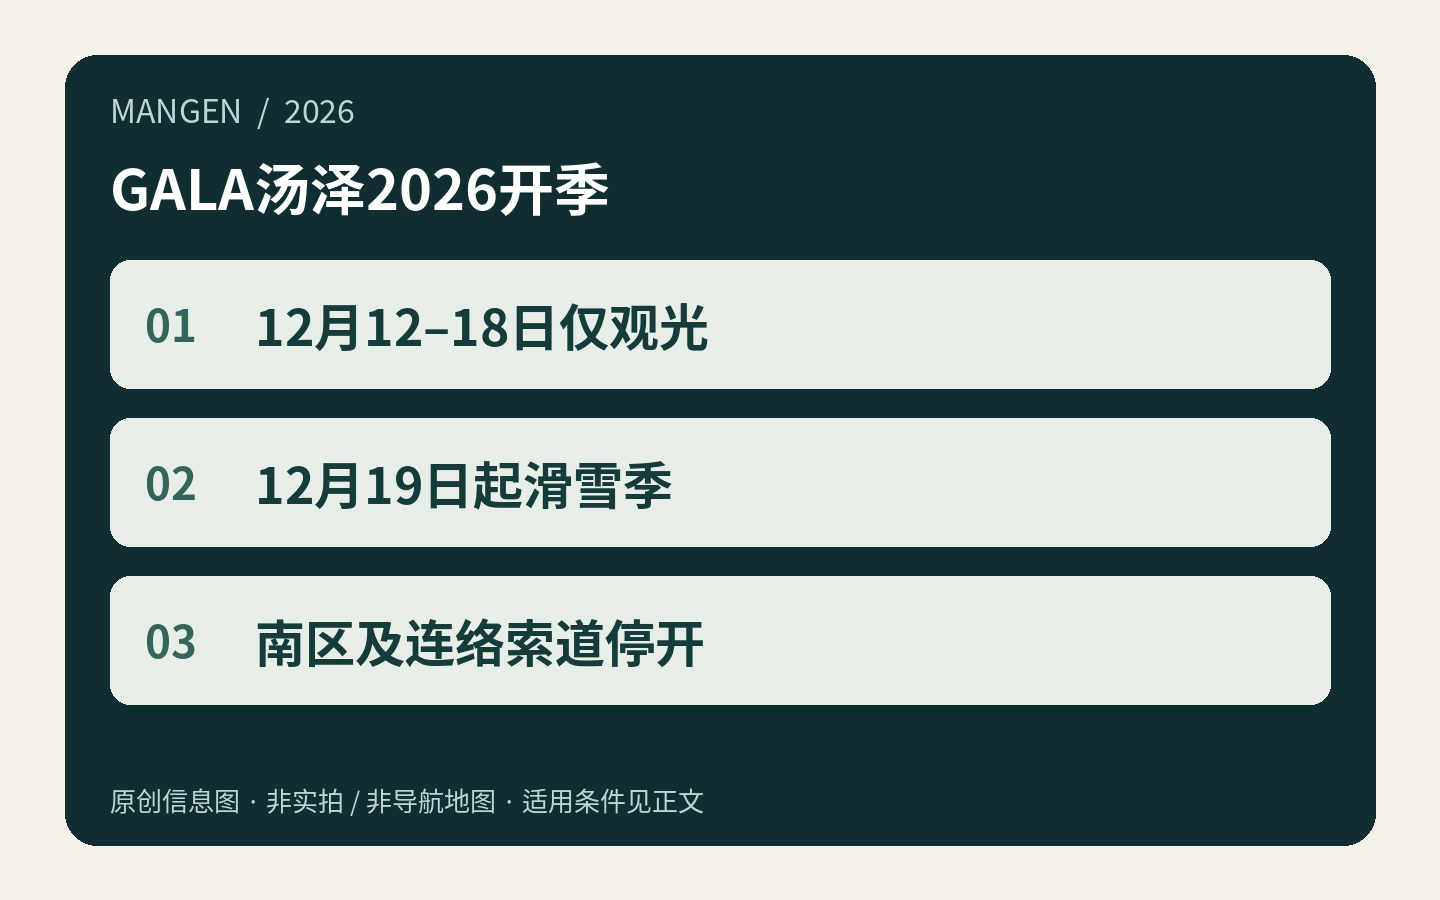 MANGEN / 2026
GALA汤泽2026开季
01 12月12–18日仅观光
02 12月19日起滑雪季
03 南区及连络索道停开
原创信息图 · 非实拍 / 非导航地图 · 适用条件见正文